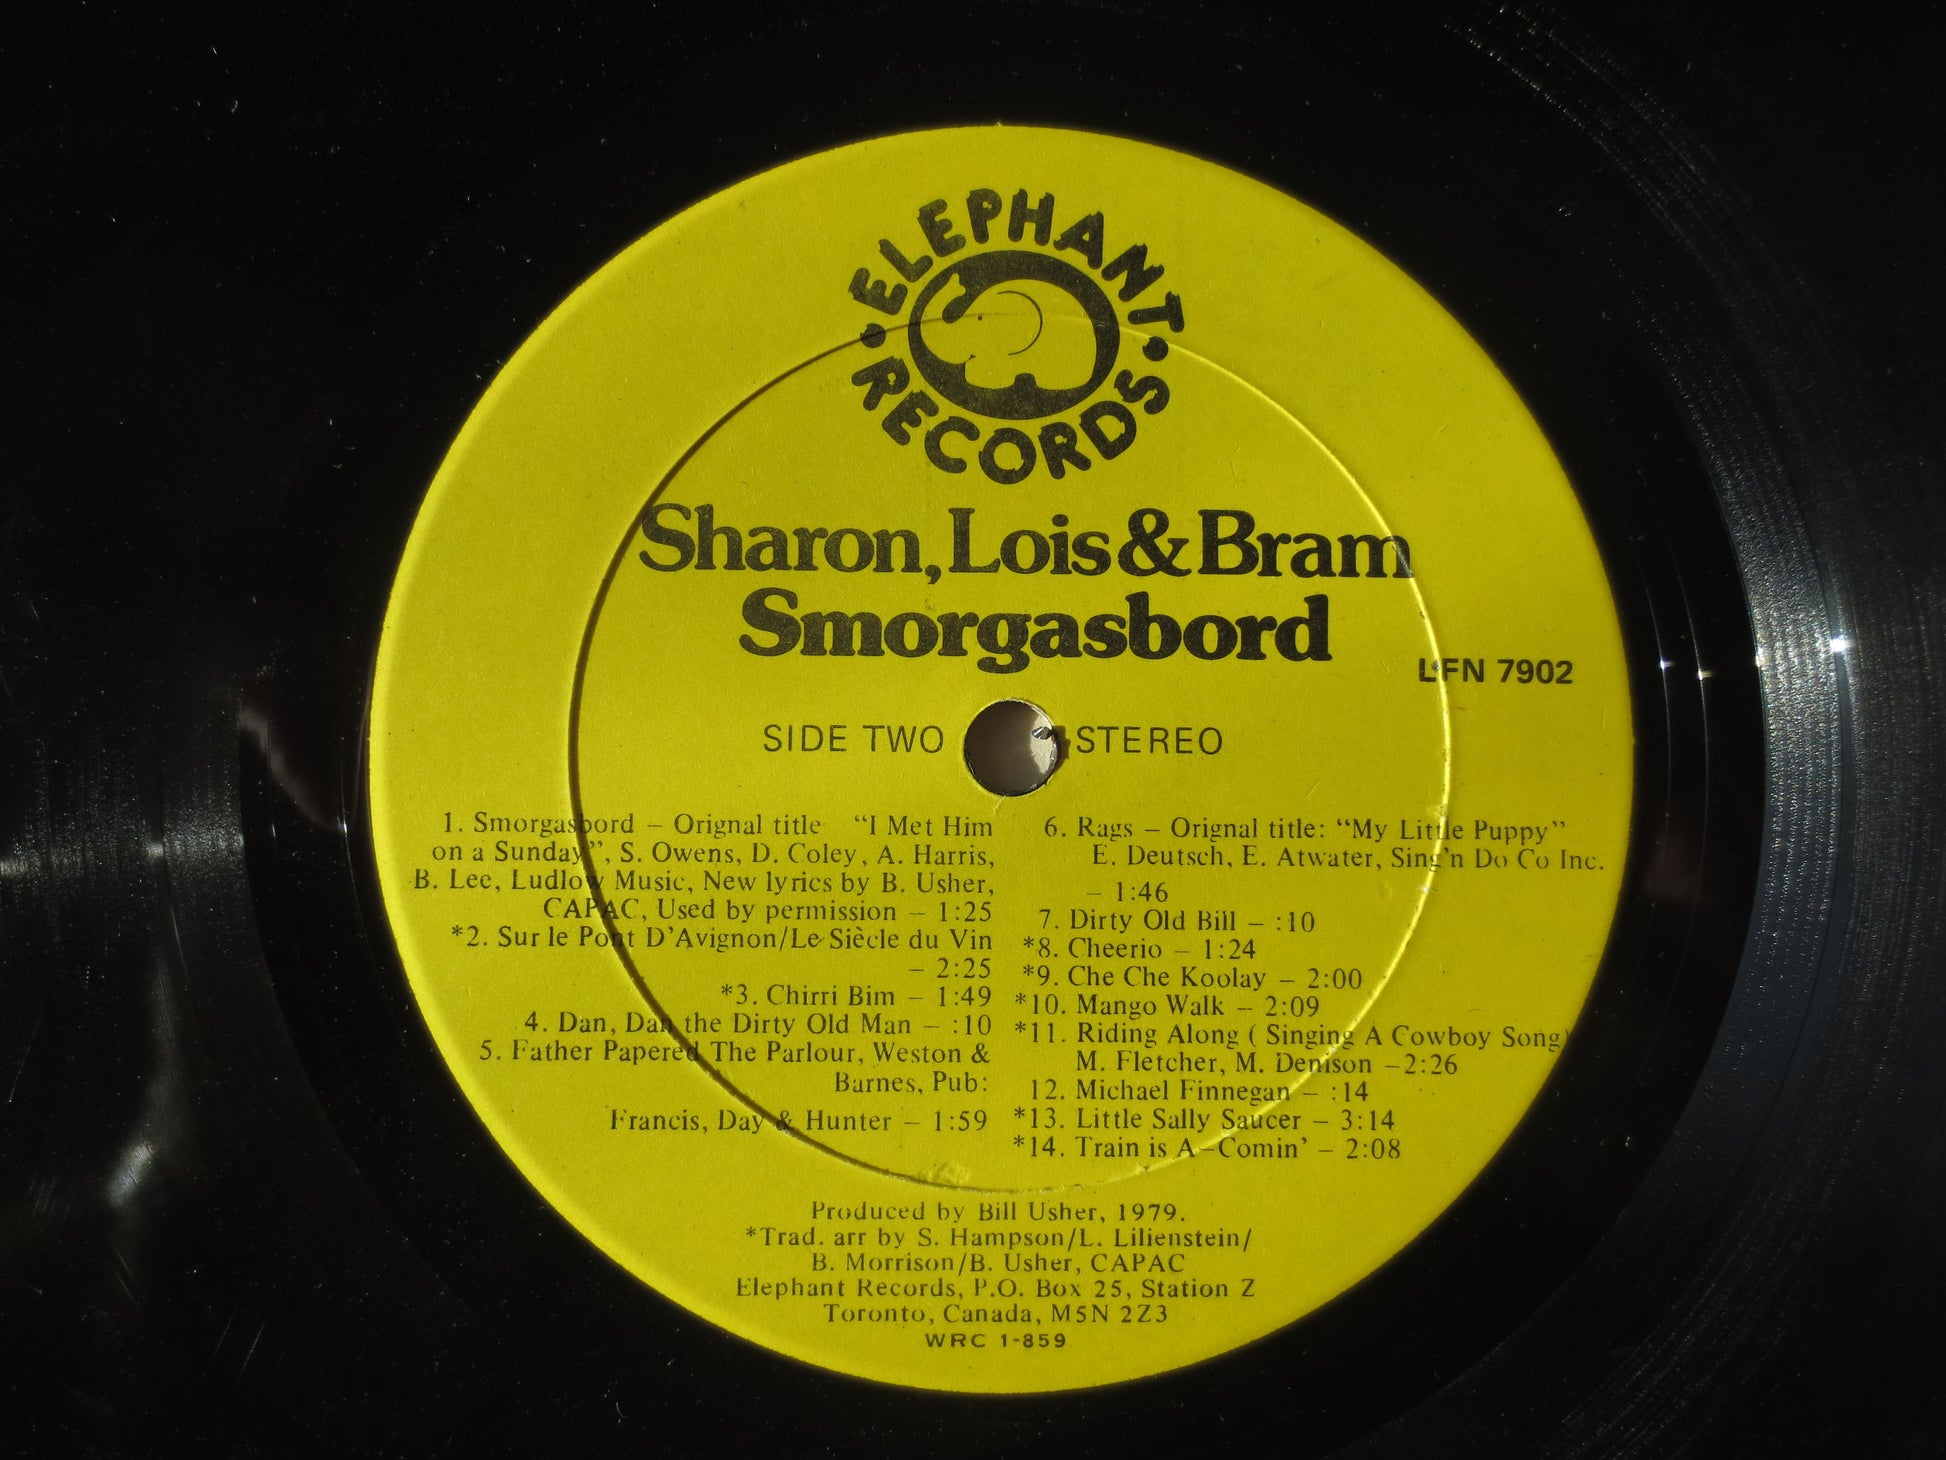 • ELEPHANT •
RECORDS
Sharon, Lois & Bram
Smorgasbord
LFN 7902
SIDE TWO STEREO
1. Smorgasbord – Orignal title "I Met Him
on a Sunday", S. Owens, D. Coley, A. Harris,
B. Lee, Ludlow Music, New lyrics by B. Usher,
CAPAC, Used by permission – 1:25
*2. Sur le Pont D'Avignon/Le Siècle du Vin
– 2:25
*3. Chirri Bim – 1:49
4. Dan, Dan the Dirty Old Man – :10
5. Father Papered The Parlour, Weston &
Barnes, Pub:
Francis, Day & Hunter – 1:59
6. Rags – Orignal title: "My Little Puppy"
E. Deutsch, E. Atwater, Sing'n Do Co Inc.
– 1:46
7. Dirty Old Bill – :10
*8. Cheerio – 1:24
*9. Che Che Koolay – 2:00
*10. Mango Walk – 2:09
*11. Riding Along ( Singing A Cowboy Song)
M. Fletcher, M. Denison –2:26
12. Michael Finnegan – :14
*13. Little Sally Saucer – 3:14
*14. Train is A–Comin' – 2:08
Produced by Bill Usher, 1979.
*Trad. arr by S. Hampson/L. Lilienstein/
B. Morrison/B. Usher, CAPAC
Elephant Records, P.O. Box 25, Station Z
Toronto, Canada, M5N 2Z3
WRC 1-859